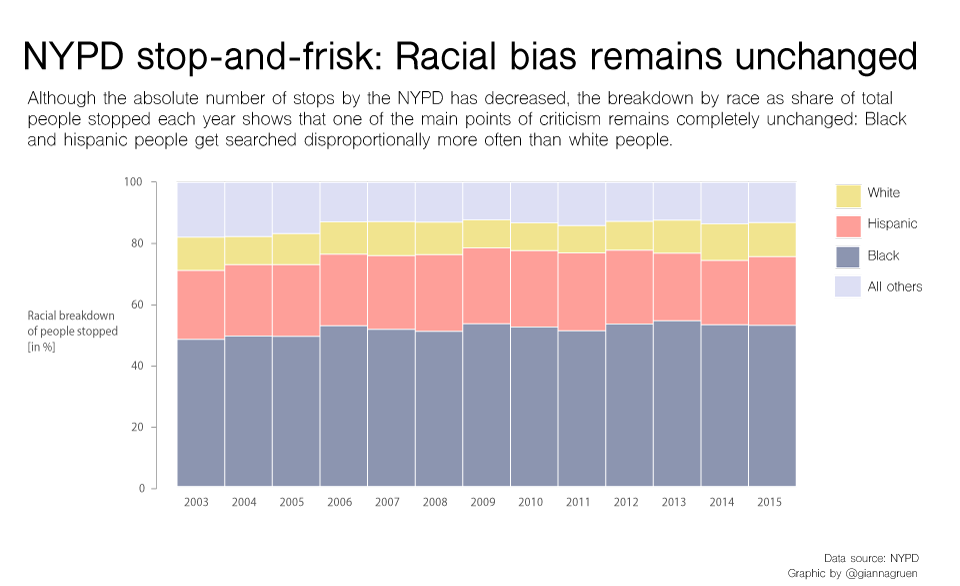 NYPD stop-and-frisk: Racial bias remains unchanged
Although the absolute number of stops by the NYPD has decreased, the breakdown by race as share of total
people stopped each year shows that one of the main points of criticism remains completely unchanged: Black
and hispanic people get searched disproportionally more often than white people.
100
80
60
40
20
0
Racial breakdown
of people stopped
[in %]
2003 2004 2005 2006 2007 2008 2009 2010 2011 2012 2013 2014 2015
White
Hispanic
Black
All others
Data source: NYPD
Graphic by @giannagruen